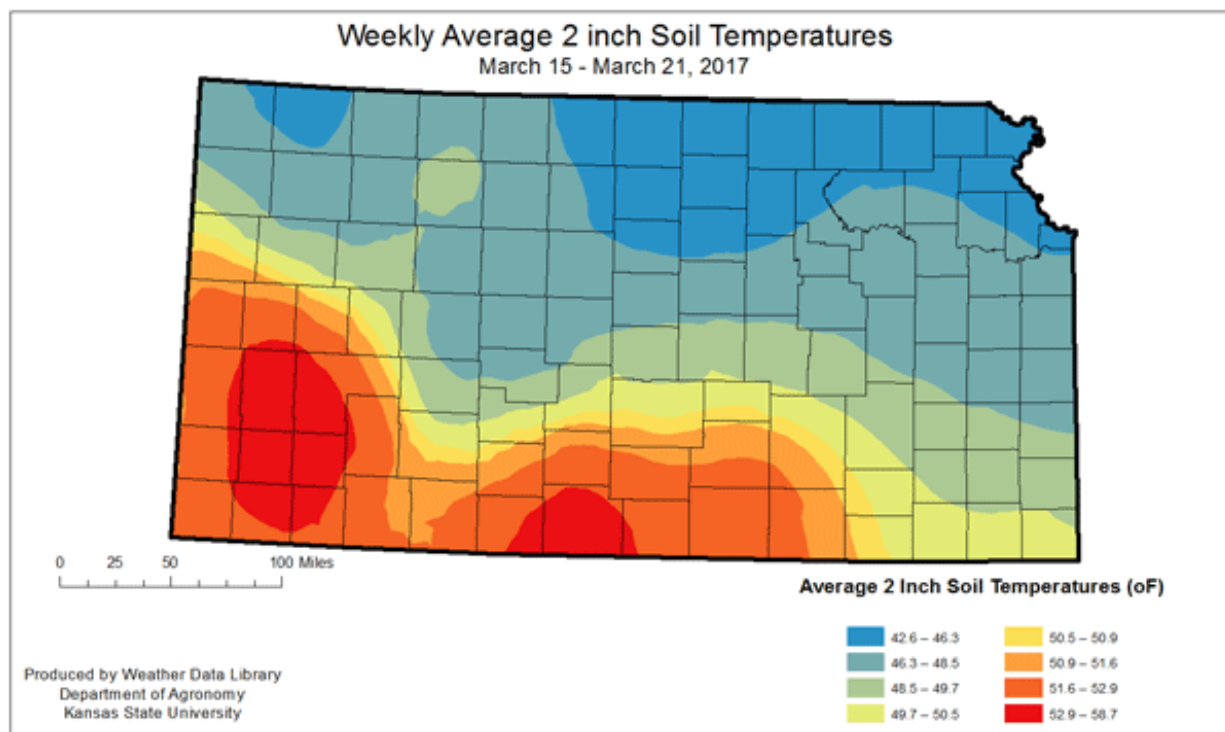 Weekly Average 2 inch Soil Temperatures
March 15 - March 21, 2017
0 25 50 100 Miles
Average 2 Inch Soil Temperatures (oF)
42.6 – 46.3 50.5 – 50.9
46.3 – 48.5 50.9 – 51.6
48.5 – 49.7 51.6 – 52.9
49.7 – 50.5 52.9 – 58.7
Produced by Weather Data Library
Department of Agronomy
Kansas State University